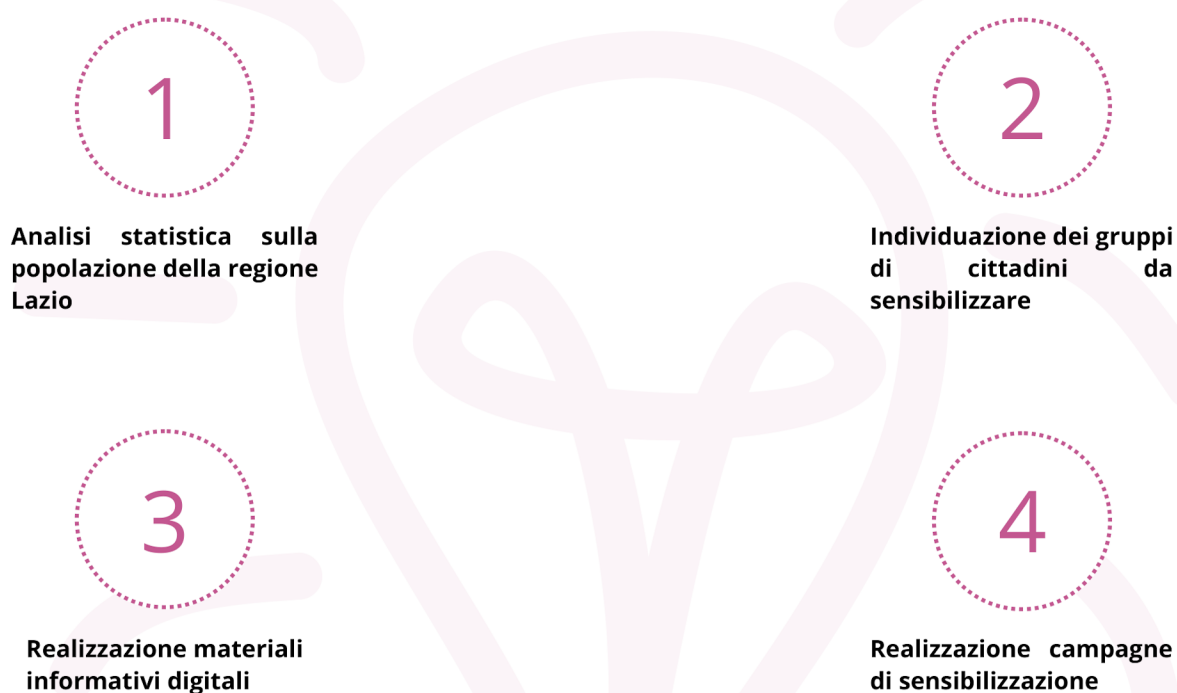 1
Analisi statistica sulla
popolazione della regione
Lazio
2
Individuazione dei gruppi
di cittadini da
sensibilizzare
3
Realizzazione materiali
informativi digitali
4
Realizzazione campagne
di sensibilizzazione